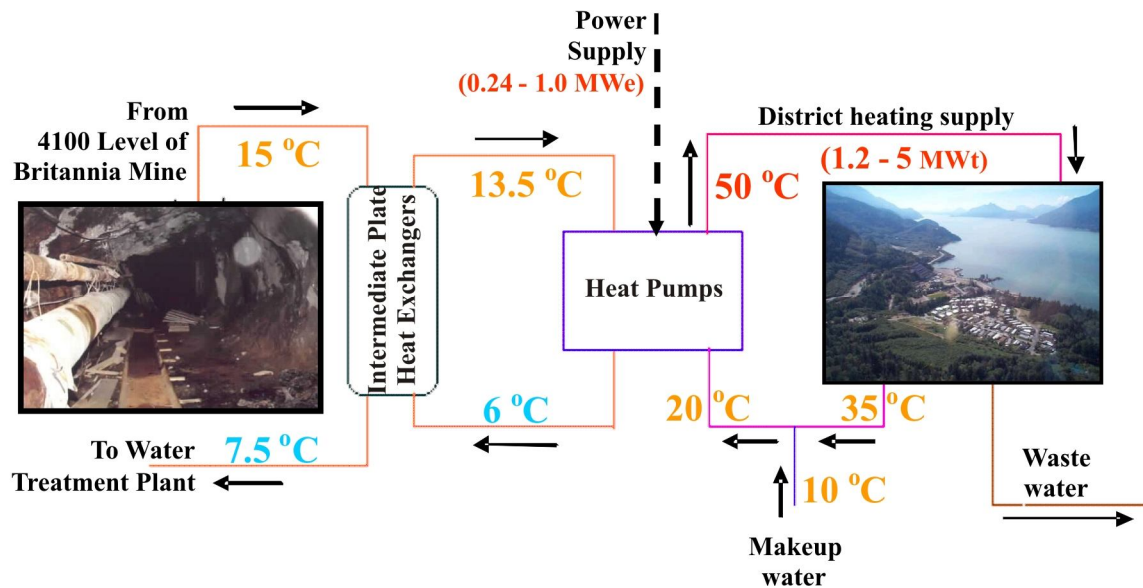 Power
Supply
(0.24 - 1.0 MWe)
From
4100 Level of
Britannia Mine
15 °C
13.5 °C
District heating supply
(1.2 - 5 MWt)
50 °C
Intermediate Plate
Heat Exchangers
Heat Pumps
6 °C
20 °C
35 °C
To Water
Treatment Plant
7.5 °C
10 °C
Makeup
water
Waste
water